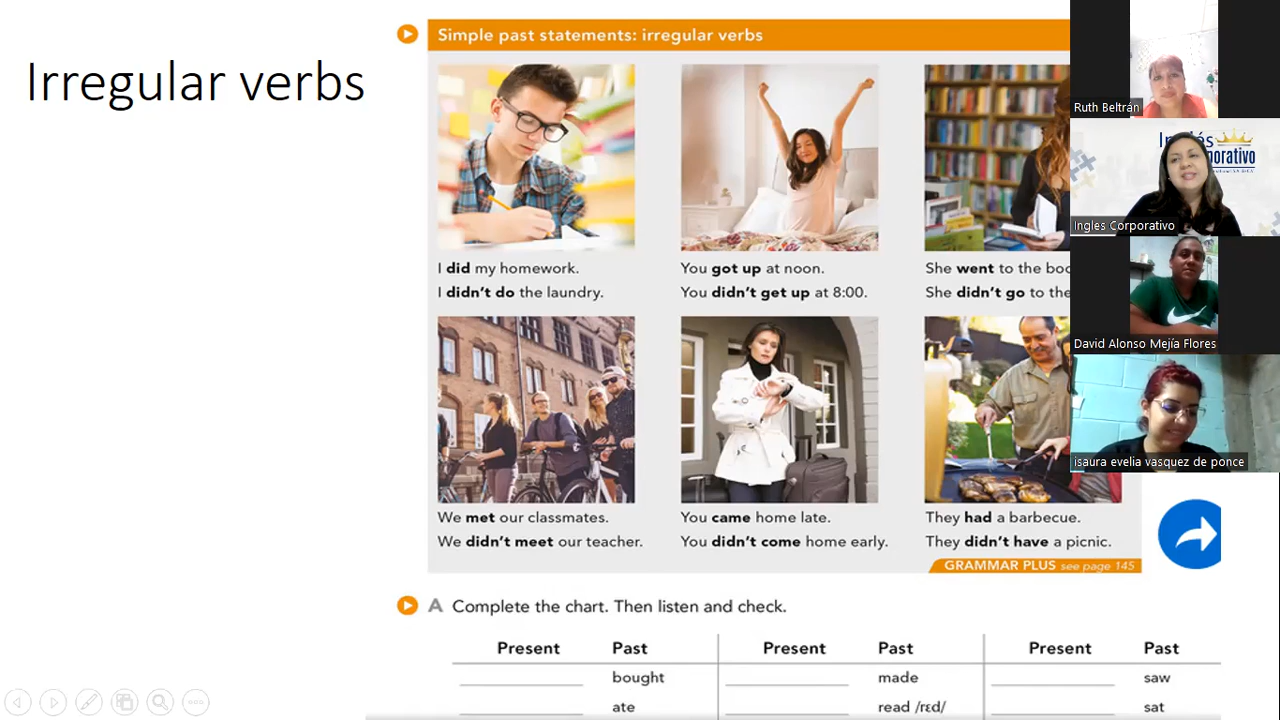 Irregular verbs
Simple past statements: irregular verbs
I did my homework.
I didn't do the laundry.
You got up at noon.
You didn't get up at 8:00.
She went to the
She didn't go to the
We met our classmates.
We didn't meet our teacher.
You came home late.
You didn't come home early.
They had a barbecue.
They didn't have a picnic.
GRAMMAR PLUS see page 145
A Complete the chart. Then listen and check.
Present Past Present Past Present Past
bought made saw
ate read /rɛd/ sat
Ruth Beltrán
Inglés
Ingles Corporativo
David Alonso Mejía Flores
isaura evelia vasquez de ponce